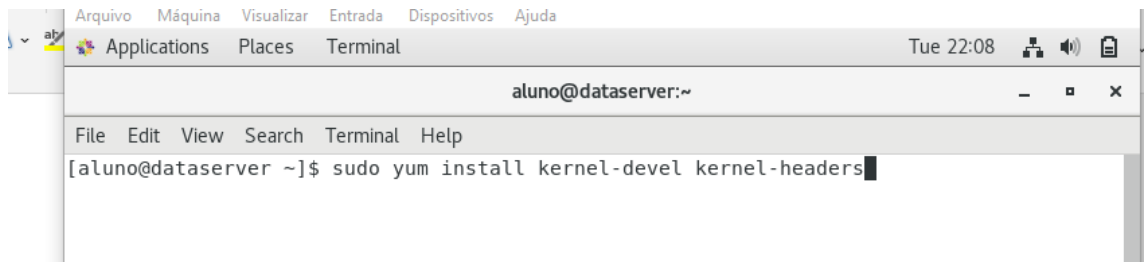 Arquivo Máquina Visualizar Entrada Dispositivos Ajuda
ab
Applications Places Terminal Tue 22:08
aluno@dataserver:~
File Edit View Search Terminal Help
[aluno@dataserver ~]$ sudo yum install kernel-devel kernel-headers